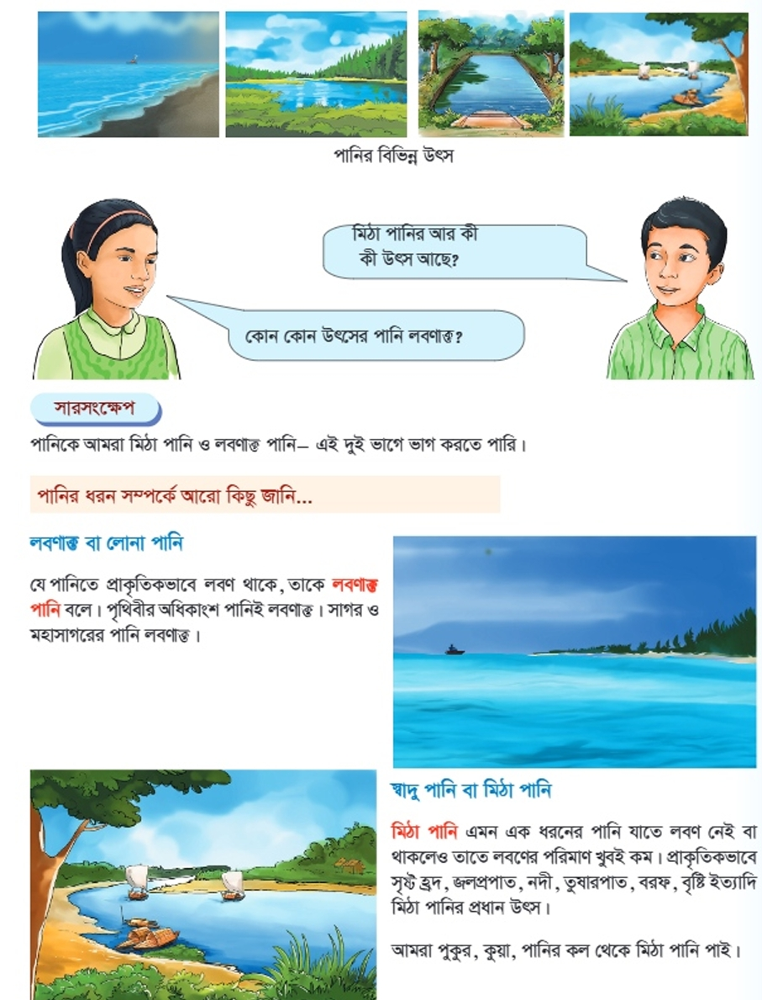 পানির বিভিন্ন উৎস
মিঠা পানির আর কী
কী উৎস আছে?
কোন কোন উৎসের পানি লবণাক্ত?
সারসংক্ষেপ
পানিকে আমরা মিঠা পানি ও লবণাক্ত পানি– এই দুই ভাগে ভাগ করতে পারি।
পানির ধরন সম্পর্কে আরো কিছু জানি...
লবণাক্ত বা লোনা পানি
যে পানিতে প্রাকৃতিকভাবে লবণ থাকে, তাকে লবণাক্ত
পানি বলে। পৃথিবীর অধিকাংশ পানিই লবণাক্ত। সাগর ও
মহাসাগরের পানি লবণাক্ত।
স্বাদু পানি বা মিঠা পানি
মিঠা পানি এমন এক ধরনের পানি যাতে লবণ নেই বা
থাকলেও তাতে লবণের পরিমাণ খুবই কম। প্রাকৃতিকভাবে
সৃষ্ট হ্রদ, জলপ্রপাত, নদী, তুষারপাত, বরফ, বৃষ্টি ইত্যাদি
মিঠা পানির প্রধান উৎস।
আমরা পুকুর, কুয়া, পানির কল থেকে মিঠা পানি পাই।